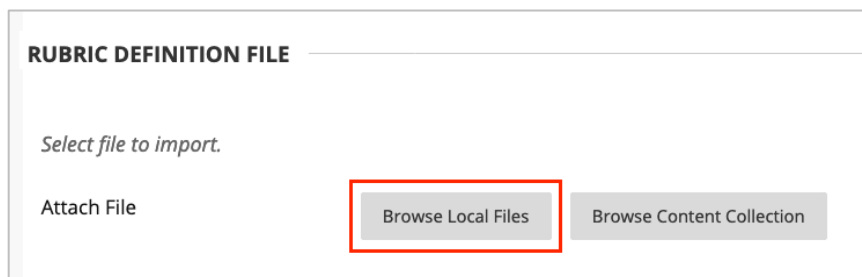 RUBRIC DEFINITION FILE
Select file to import.
Attach File Browse Local Files Browse Content Collection